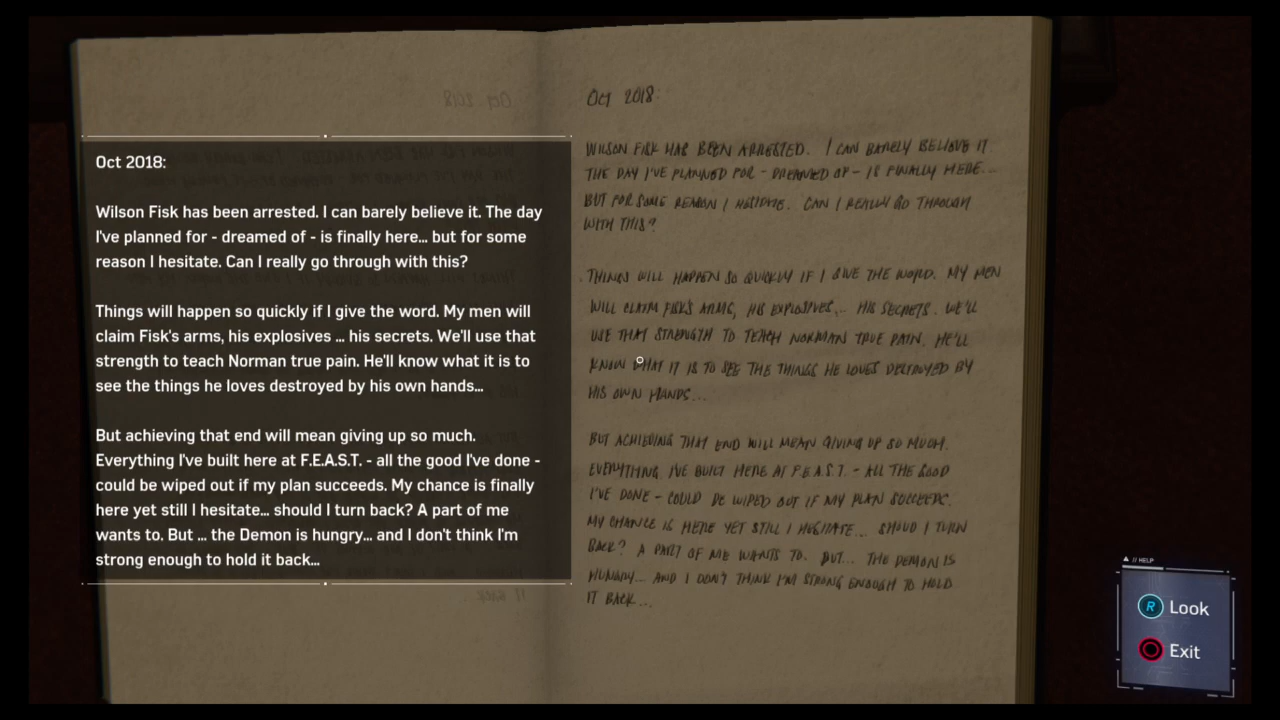 Oct 2018:
Wilson Fisk has been arrested. I can barely believe it. The day
I've planned for - dreamed of - is finally here... but for some
reason I hesitate. Can I really go through with this?
Things will happen so quickly if I give the word. My men will
claim Fisk's arms, his explosives ... his secrets. We'll use that
strength to teach Norman true pain. He'll know what it is to
see the things he loves destroyed by his own hands...
But achieving that end will mean giving up so much.
Everything I've built here at F.E.A.S.T. - all the good I've done -
could be wiped out if my plan succeeds. My chance is finally
here yet still I hesitate... should I turn back? A part of me
wants to. But ... the Demon is hungry... and I don't think I'm
strong enough to hold it back...
Oct 2018:
WILSON FISK HAS BEEN ARRESTED. I CAN BARELY BELIEVE IT.
THE DAY I'VE PLANNED FOR - DREAMED OF - IS FINALLY HERE...
BUT FOR SOME REASON I HESITATE. CAN I REALLY GO THROUGH
WITH THIS?
THINGS WILL HAPPEN SO QUICKLY IF I GIVE THE WORLD. MY MEN
WILL CLAIM FISK'S ARMS, HIS EXPLOSIVES... HIS SECRETS. WE'LL
USE THAT STRENGTH TO TEACH NORMAN TRUE PAIN. HE'LL
KNOW WHAT IT IS TO SEE THE THINGS HE LOVES DESTROYED BY
HIS OWN HANDS...
BUT ACHIEVING THAT END WILL MEAN GIVING UP SO MUCH.
EVERYTHING I'VE BUILT HERE AT F.E.A.S.T. - ALL THE GOOD
I'VE DONE - COULD BE WIPED OUT IF MY PLAN SUCCEEDS.
MY CHANCE IS HERE YET STILL I HESITATE... SHOUD I TURN
BACK? A PART OF ME WANTS TO. BUT... THE DEMON IS
HUNGRY... AND I DON'T THINK I'M STRONG ENOUGH TO HOLD
IT BACK...
// HELP
R Look
Exit